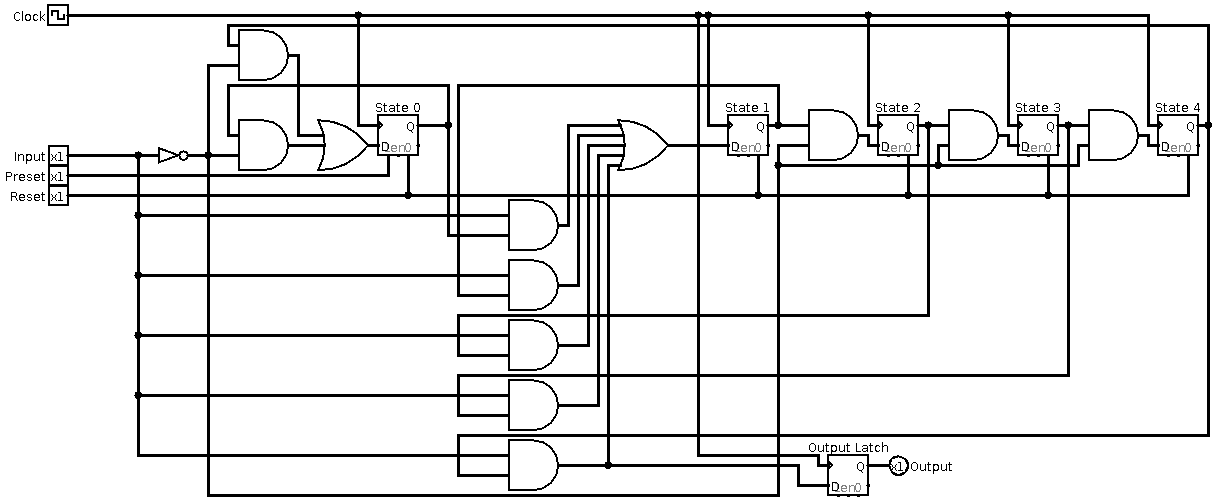 Clock
State 0
Q
D en 0
State 1
Q
D en 0
State 2
Q
D en 0
State 3
Q
D en 0
State 4
Q
D en 0
Input x1
Preset x1
Reset x1
Output Latch
Q
D en 0
x1 Output